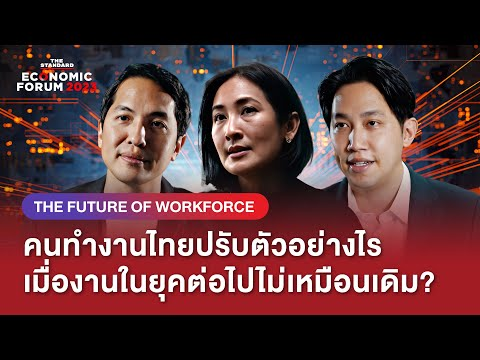 THE STANDARD
ECONOMIC
FORUM 2023
THE FUTURE OF WORKFORCE
คนทำงานไทยปรับตัวอย่างไร
เมื่องานในยุคต่อไปไม่เหมือนเดิม?